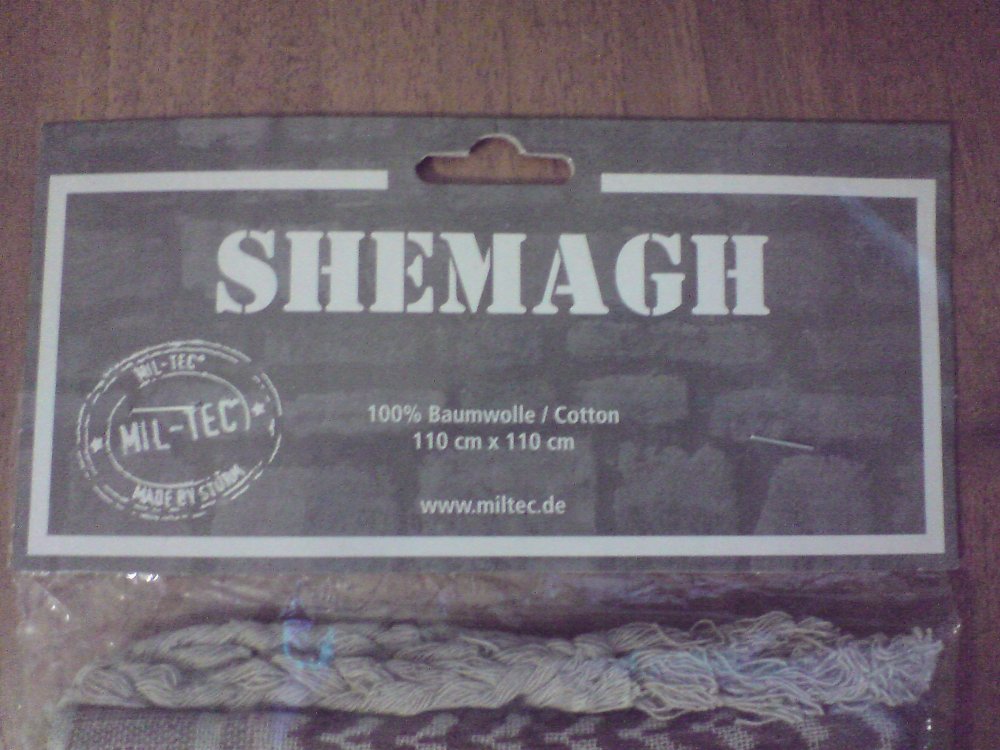 SHEMAGH
MIL-TEC®
MIL-TEC
MADE BY STURM
100% Baumwolle / Cotton
110 cm x 110 cm
www.miltec.de